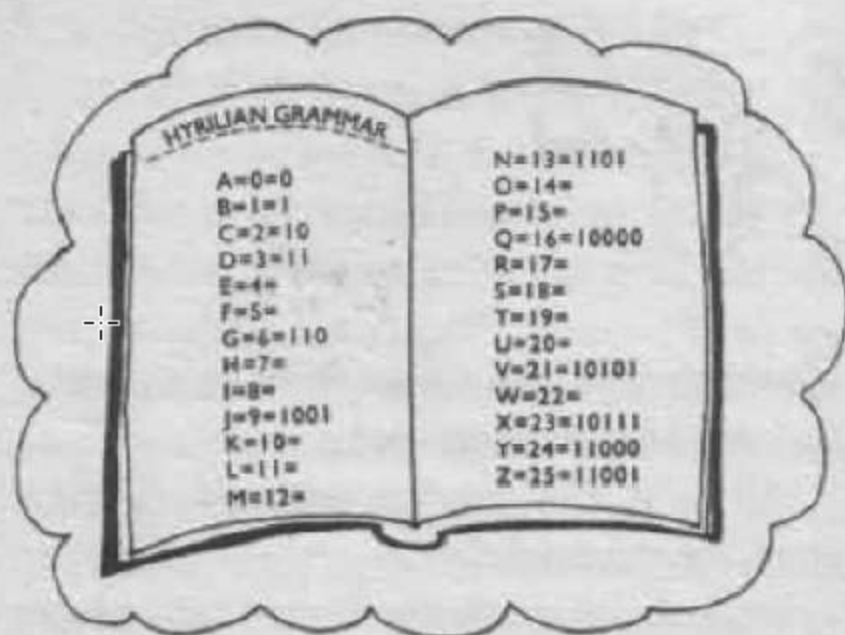 HYRILIAN GRAMMAR
A=0=0
B=1=1
C=2=10
D=3=11
E=4=
F=5=
G=6=110
H=7=
I=8=
J=9=1001
K=10=
L=11=
M=12=
N=13=1101
O=14=
P=15=
Q=16=10000
R=17=
S=18=
T=19=
U=20=
V=21=10101
W=22=
X=23=10111
Y=24=11000
Z=25=11001